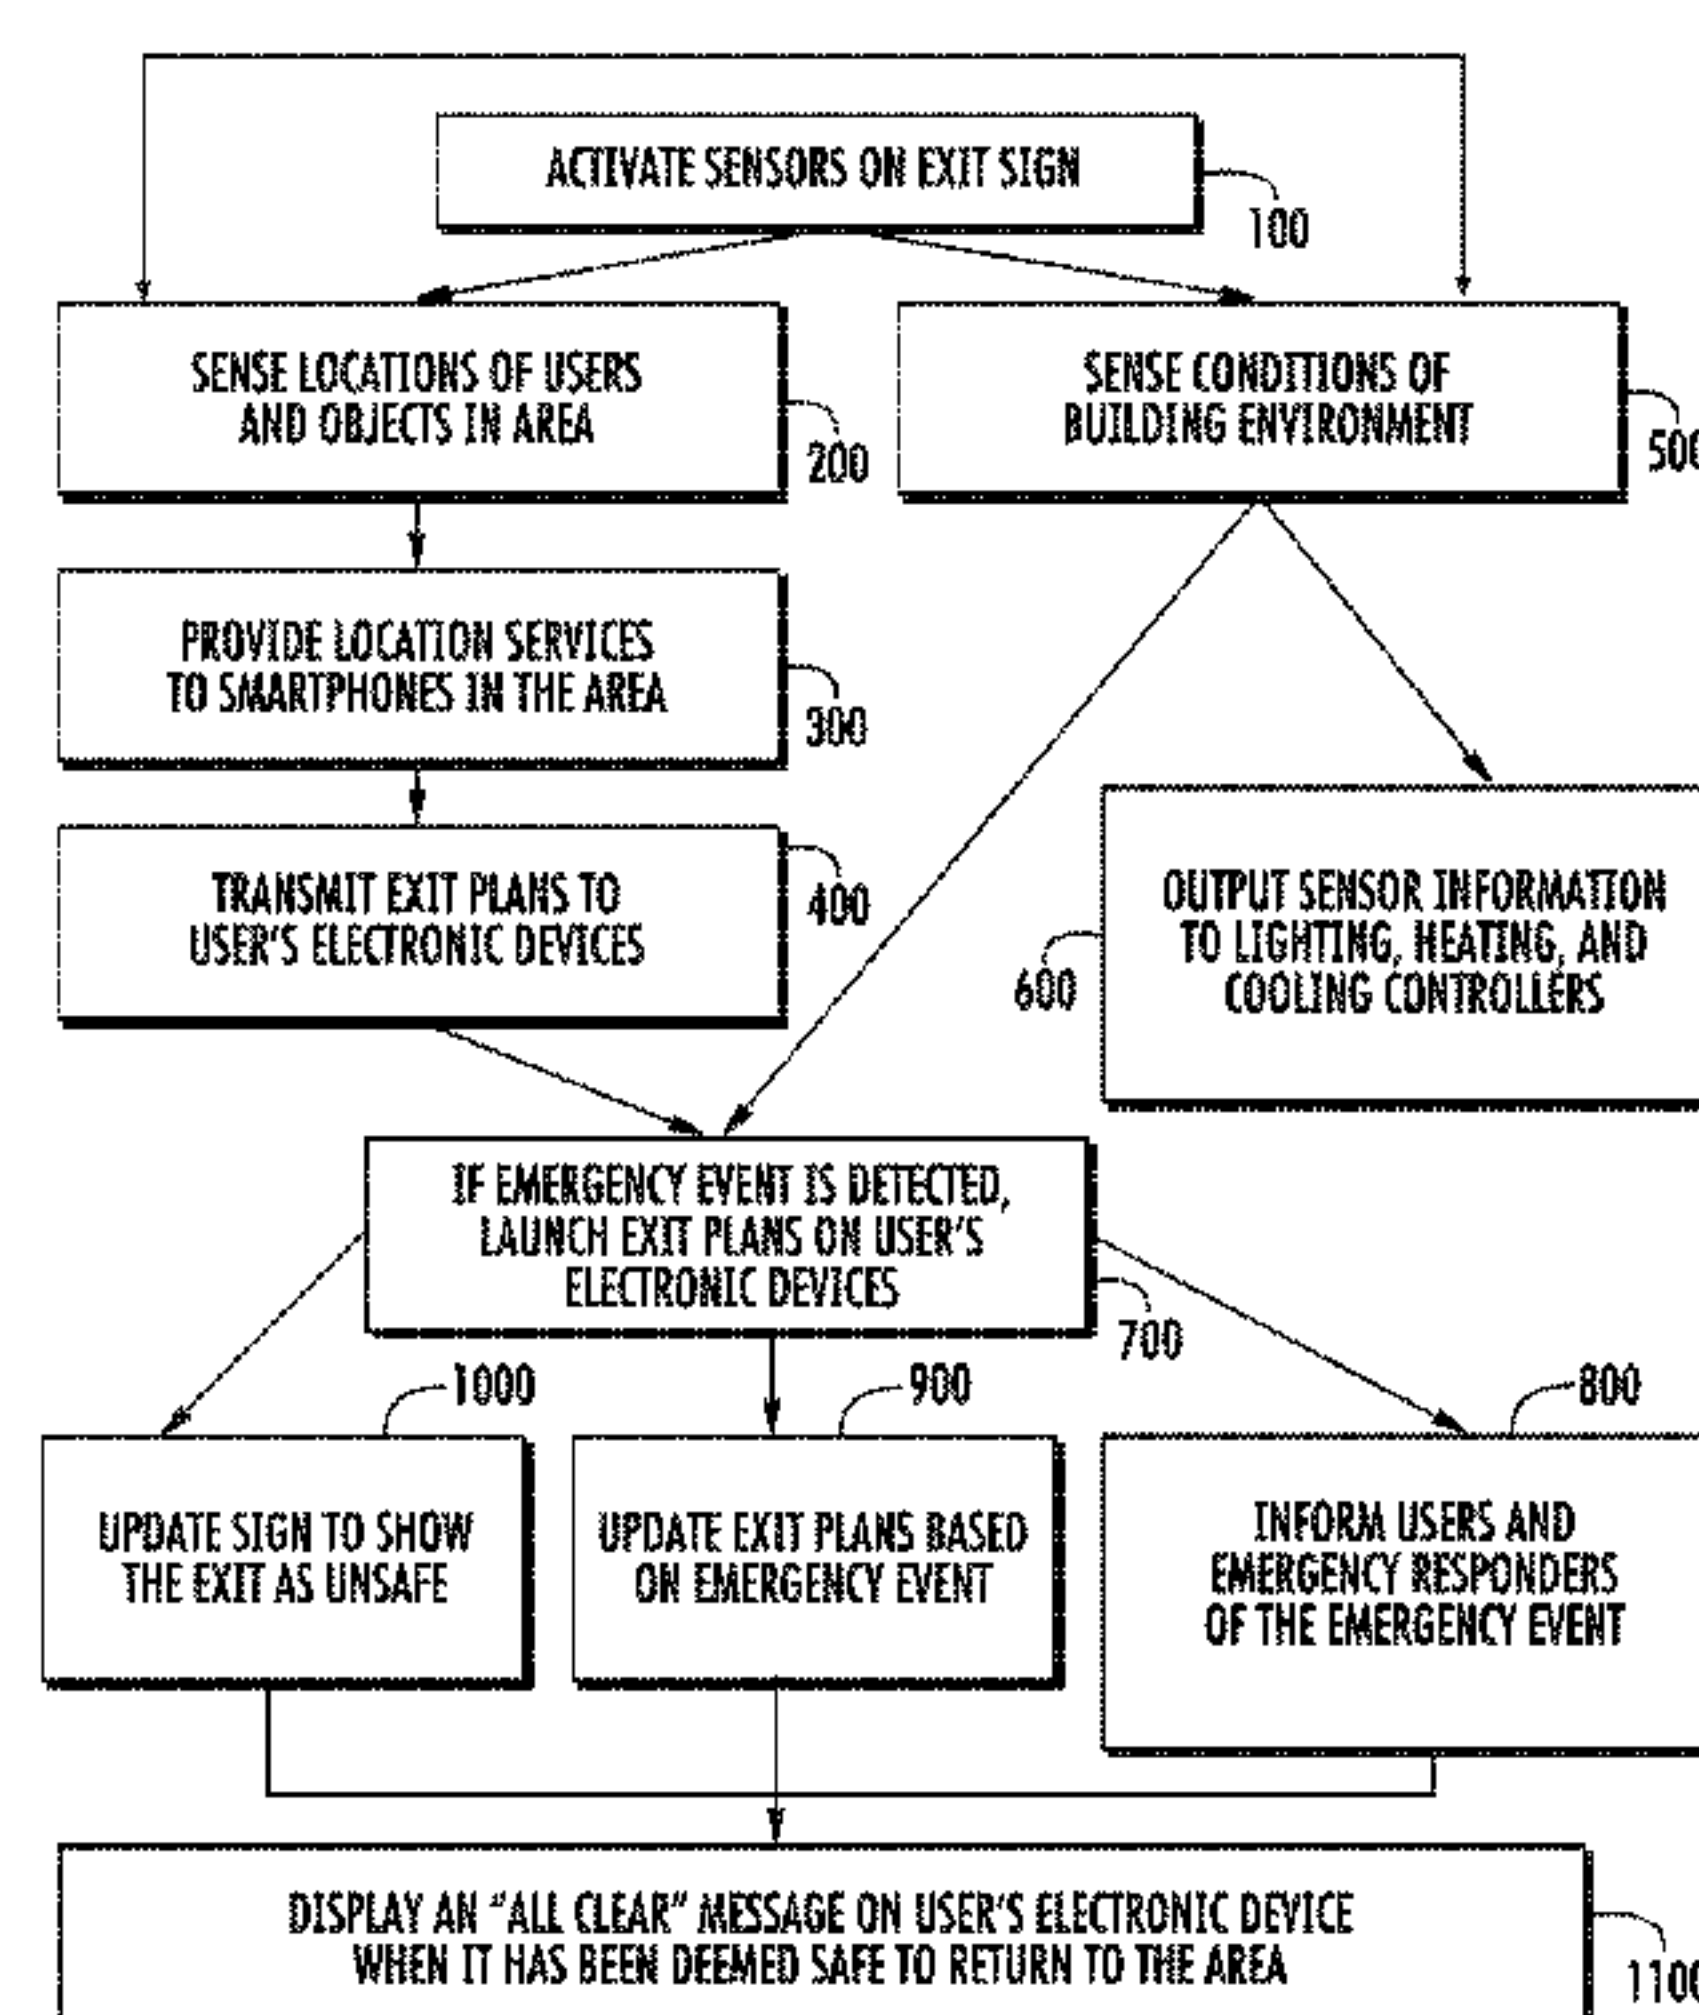 ACTIVATE SENSORS ON EXIT SIGN
100
SENSE LOCATIONS OF USERS
AND OBJECTS IN AREA
200
SENSE CONDITIONS OF
BUILDING ENVIRONMENT
500
PROVIDE LOCATION SERVICES
TO SMARTPHONES IN THE AREA
300
TRANSMIT EXIT PLANS TO
USER'S ELECTRONIC DEVICES
400
OUTPUT SENSOR INFORMATION
TO LIGHTING, HEATING, AND
COOLING CONTROLLERS
600
IF EMERGENCY EVENT IS DETECTED,
LAUNCH EXIT PLANS ON USER'S
ELECTRONIC DEVICES
700
1000
900
800
UPDATE SIGN TO SHOW
THE EXIT AS UNSAFE
UPDATE EXIT PLANS BASED
ON EMERGENCY EVENT
INFORM USERS AND
EMERGENCY RESPONDERS
OF THE EMERGENCY EVENT
DISPLAY AN "ALL CLEAR" MESSAGE ON USER'S ELECTRONIC DEVICE
WHEN IT HAS BEEN DEEMED SAFE TO RETURN TO THE AREA
1100